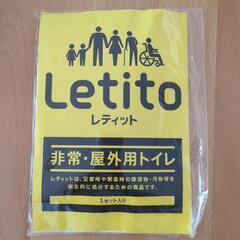 Letito
レティット
非常・屋外用トイレ
レティットは、災害時や緊急時の排泄物・汚物等を
衛生的に処分するための商品です。
1セット入り